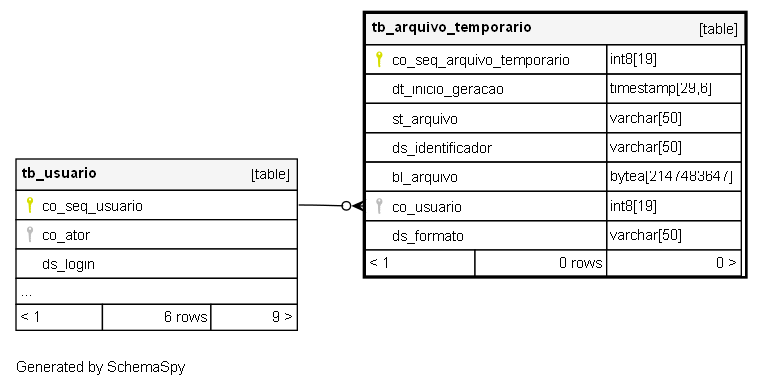 tb_arquivo_temporario [table]
co_seq_arquivo_temporario int8[19]
dt_inicio_geracao timestamp[29,6]
st_arquivo varchar[50]
ds_identificador varchar[50]
bl_arquivo bytea[2147483647]
co_usuario int8[19]
ds_formato varchar[50]
< 1 0 rows 0 >
tb_usuario [table]
co_seq_usuario
co_ator
ds_login
...
< 1 6 rows 9 >
Generated by SchemaSpy